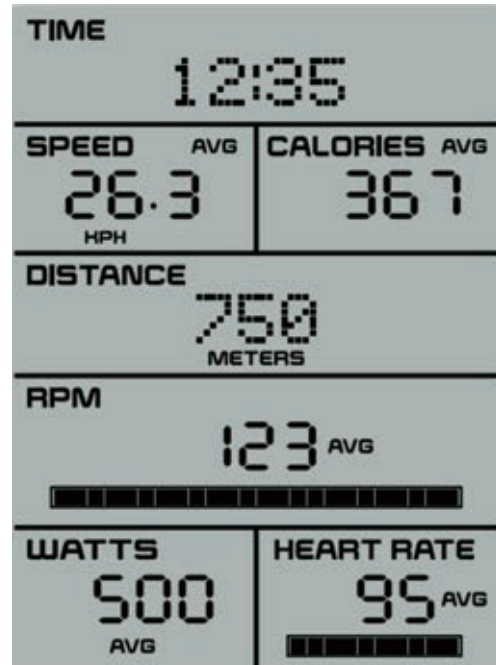 TIME
12:35
SPEED AVG CALORIES AVG
26.3 367
KPH
DISTANCE
750
METERS
RPM
123 AVG
WATTS HEART RATE
500 95 AVG
AVG